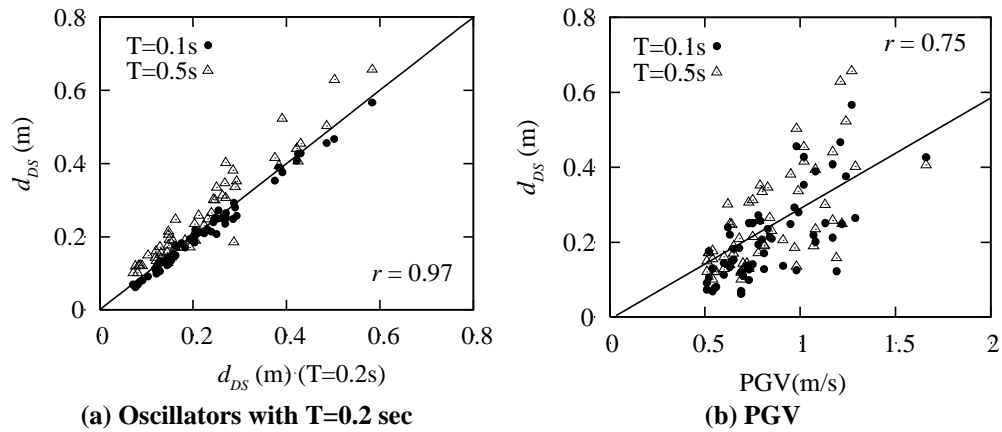 0.8
0.6
0.4
0.2
0
d_DS (m)
T=0.1s
T=0.5s
r = 0.97
0 0.2 0.4 0.6 0.8
d_DS (m) (T=0.2s)
(a) Oscillators with T=0.2 sec
0.8
0.6
0.4
0.2
0
d_DS (m)
T=0.1s
T=0.5s
r = 0.75
0 0.5 1 1.5 2
PGV(m/s)
(b) PGV